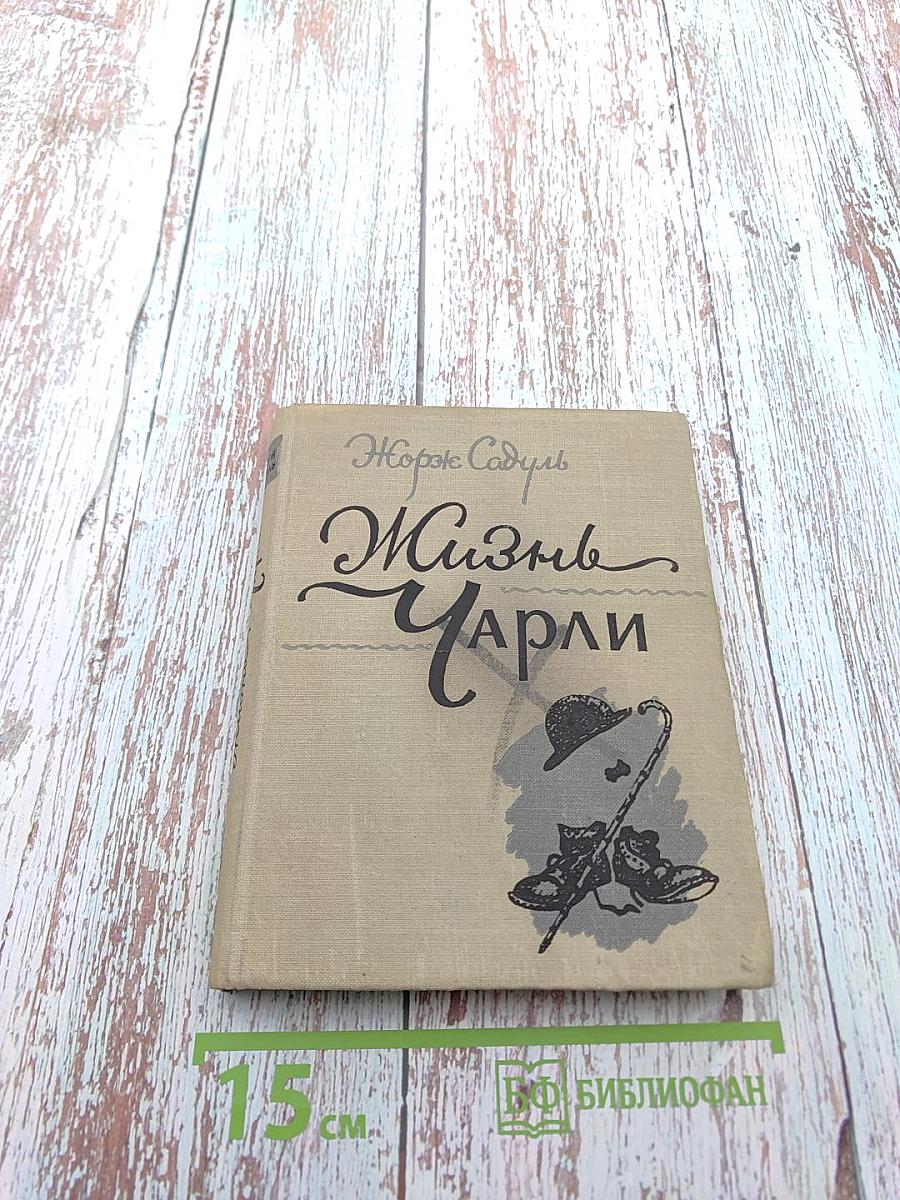 Жорж Садуль
Жизнь
Чарли
15 см
БФ БИБЛИОФАН